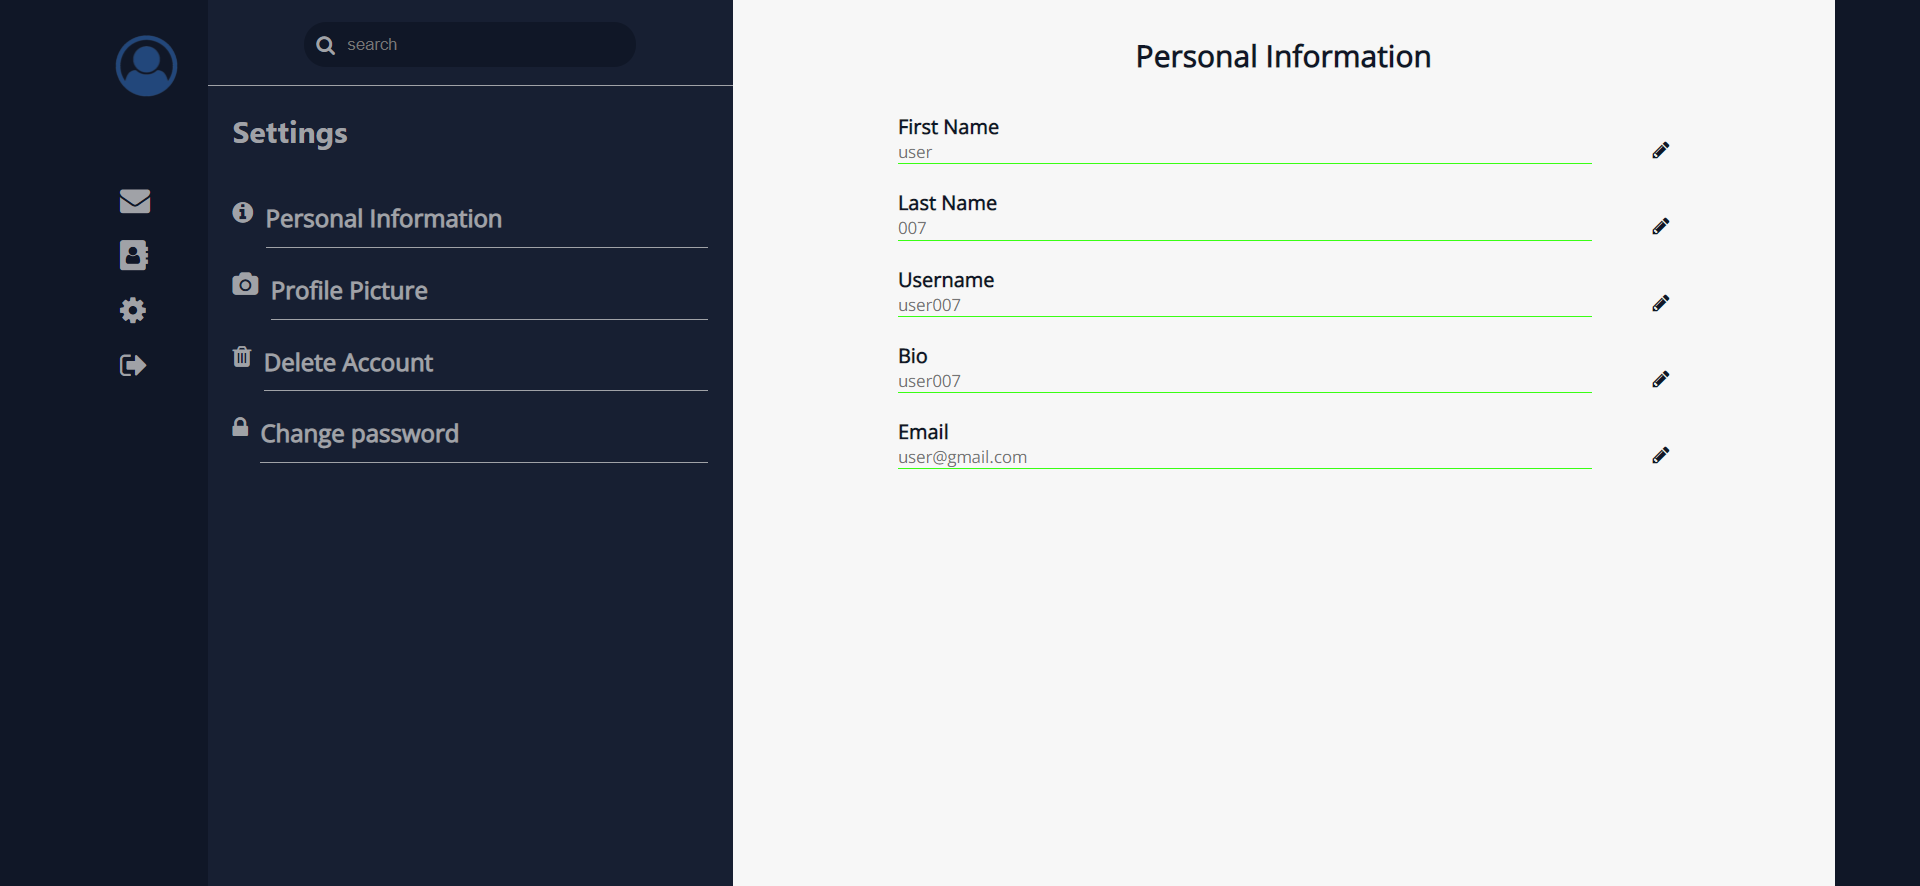 search
Settings
Personal Information
Profile Picture
Delete Account
Change password
Personal Information
First Name
user
Last Name
007
Username
user007
Bio
user007
Email
user@gmail.com